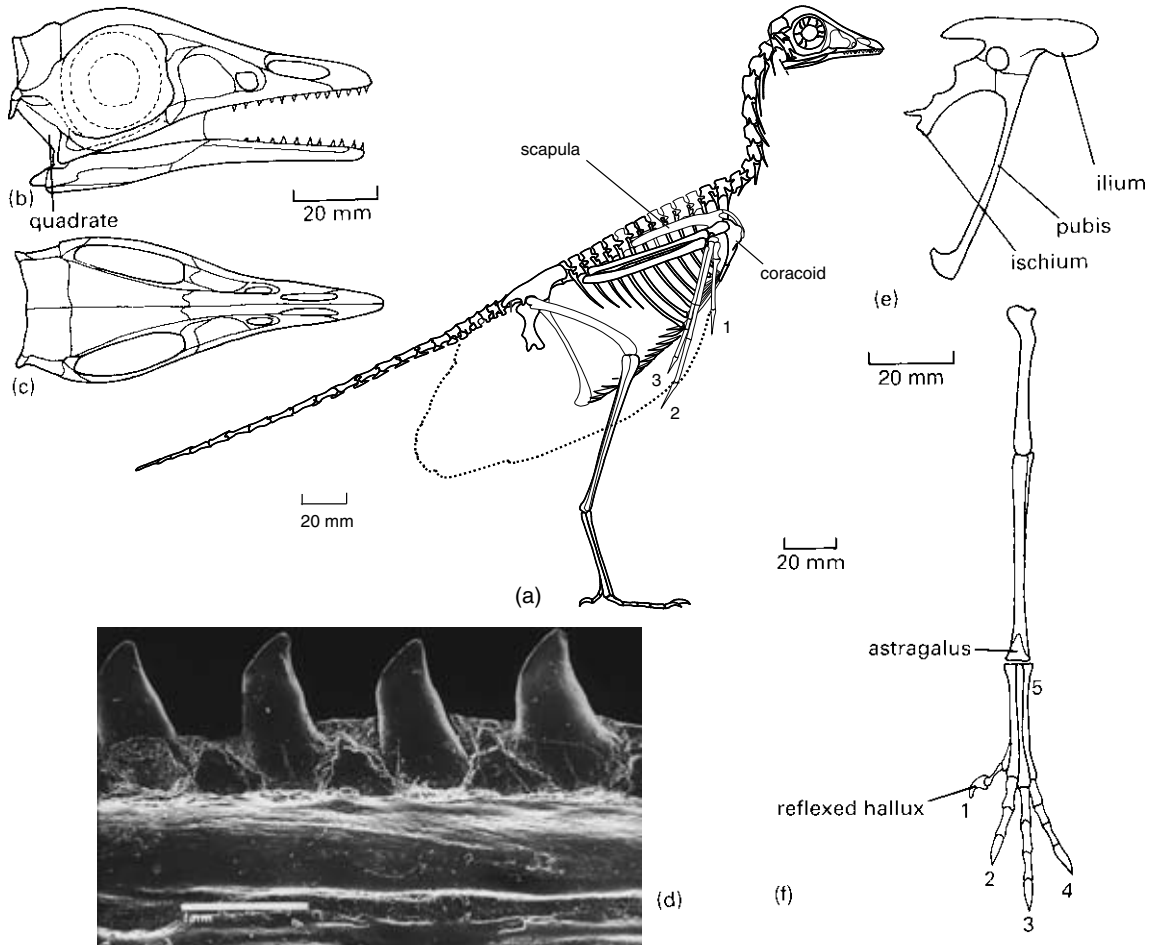 (b)
quadrate
20 mm
(c)
scapula
coracoid
1
3
2
20 mm
(a)
ilium
pubis
ischium
(e)
20 mm
20 mm
astragalus
5
reflexed hallux
1
2
3
4
(f)
1mm
(d)